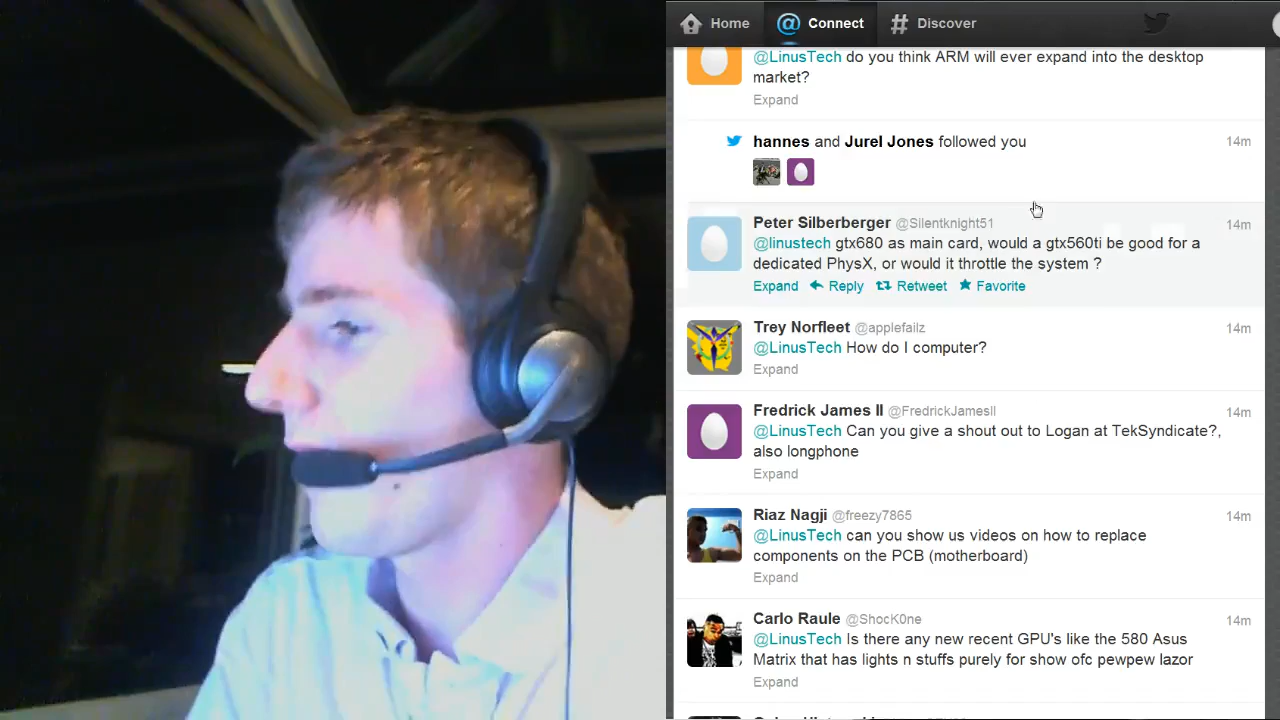 Home
@ Connect
# Discover
@LinusTech do you think ARM will ever expand into the desktop
market?
Expand
hannes and Jurel Jones followed you
14m
Peter Silberberger @Silentknight51
14m
@linustech gtx680 as main card, would a gtx560ti be good for a
dedicated PhysX, or would it throttle the system ?
Expand Reply Retweet Favorite
Trey Norfleet @applefailz
14m
@LinusTech How do I computer?
Expand
Fredrick James II @FredrickJamesII
14m
@LinusTech Can you give a shout out to Logan at TekSyndicate?,
also longphone
Expand
Riaz Nagji @freezy7865
14m
@LinusTech can you show us videos on how to replace
components on the PCB (motherboard)
Expand
Carlo Raule @ShocK0ne
14m
@LinusTech Is there any new recent GPU's like the 580 Asus
Matrix that has lights n stuffs purely for show ofc pewpew lazor
Expand